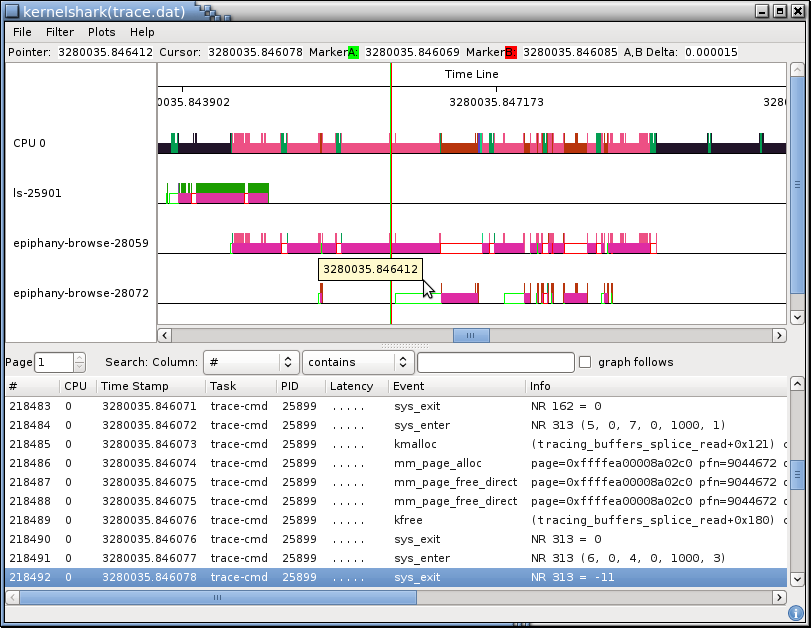 kernelshark(trace.dat)
File Filter Plots Help
Pointer: 3280035.846412 Cursor: 3280035.846078 Marker A: 3280035.846069 Marker B: 3280035.846085 A,B Delta: 0.000015
Time Line
0035.843902 3280035.847173 3280
CPU 0
ls-25901
epiphany-browse-28059
3280035.846412
epiphany-browse-28072
Page 1 Search: Column: # contains graph follows
# CPU Time Stamp Task PID Latency Event Info
218483 0 3280035.846071 trace-cmd 25899 ..... sys_exit NR 162 = 0
218484 0 3280035.846072 trace-cmd 25899 ..... sys_enter NR 313 (5, 0, 7, 0, 1000, 1)
218485 0 3280035.846073 trace-cmd 25899 ..... kmalloc (tracing_buffers_splice_read+0x121) c
218486 0 3280035.846074 trace-cmd 25899 ..... mm_page_alloc page=0xffffea00008a02c0 pfn=9044672 c
218487 0 3280035.846075 trace-cmd 25899 ..... mm_page_free_direct page=0xffffea00008a02c0 pfn=9044672 c
218488 0 3280035.846075 trace-cmd 25899 ..... mm_page_free_direct page=0xffffea00008a02c0 pfn=9044672 c
218489 0 3280035.846076 trace-cmd 25899 ..... kfree (tracing_buffers_splice_read+0x180) c
218490 0 3280035.846076 trace-cmd 25899 ..... sys_exit NR 313 = 0
218491 0 3280035.846077 trace-cmd 25899 ..... sys_enter NR 313 (6, 0, 4, 0, 1000, 3)
218492 0 3280035.846078 trace-cmd 25899 ..... sys_exit NR 313 = -11